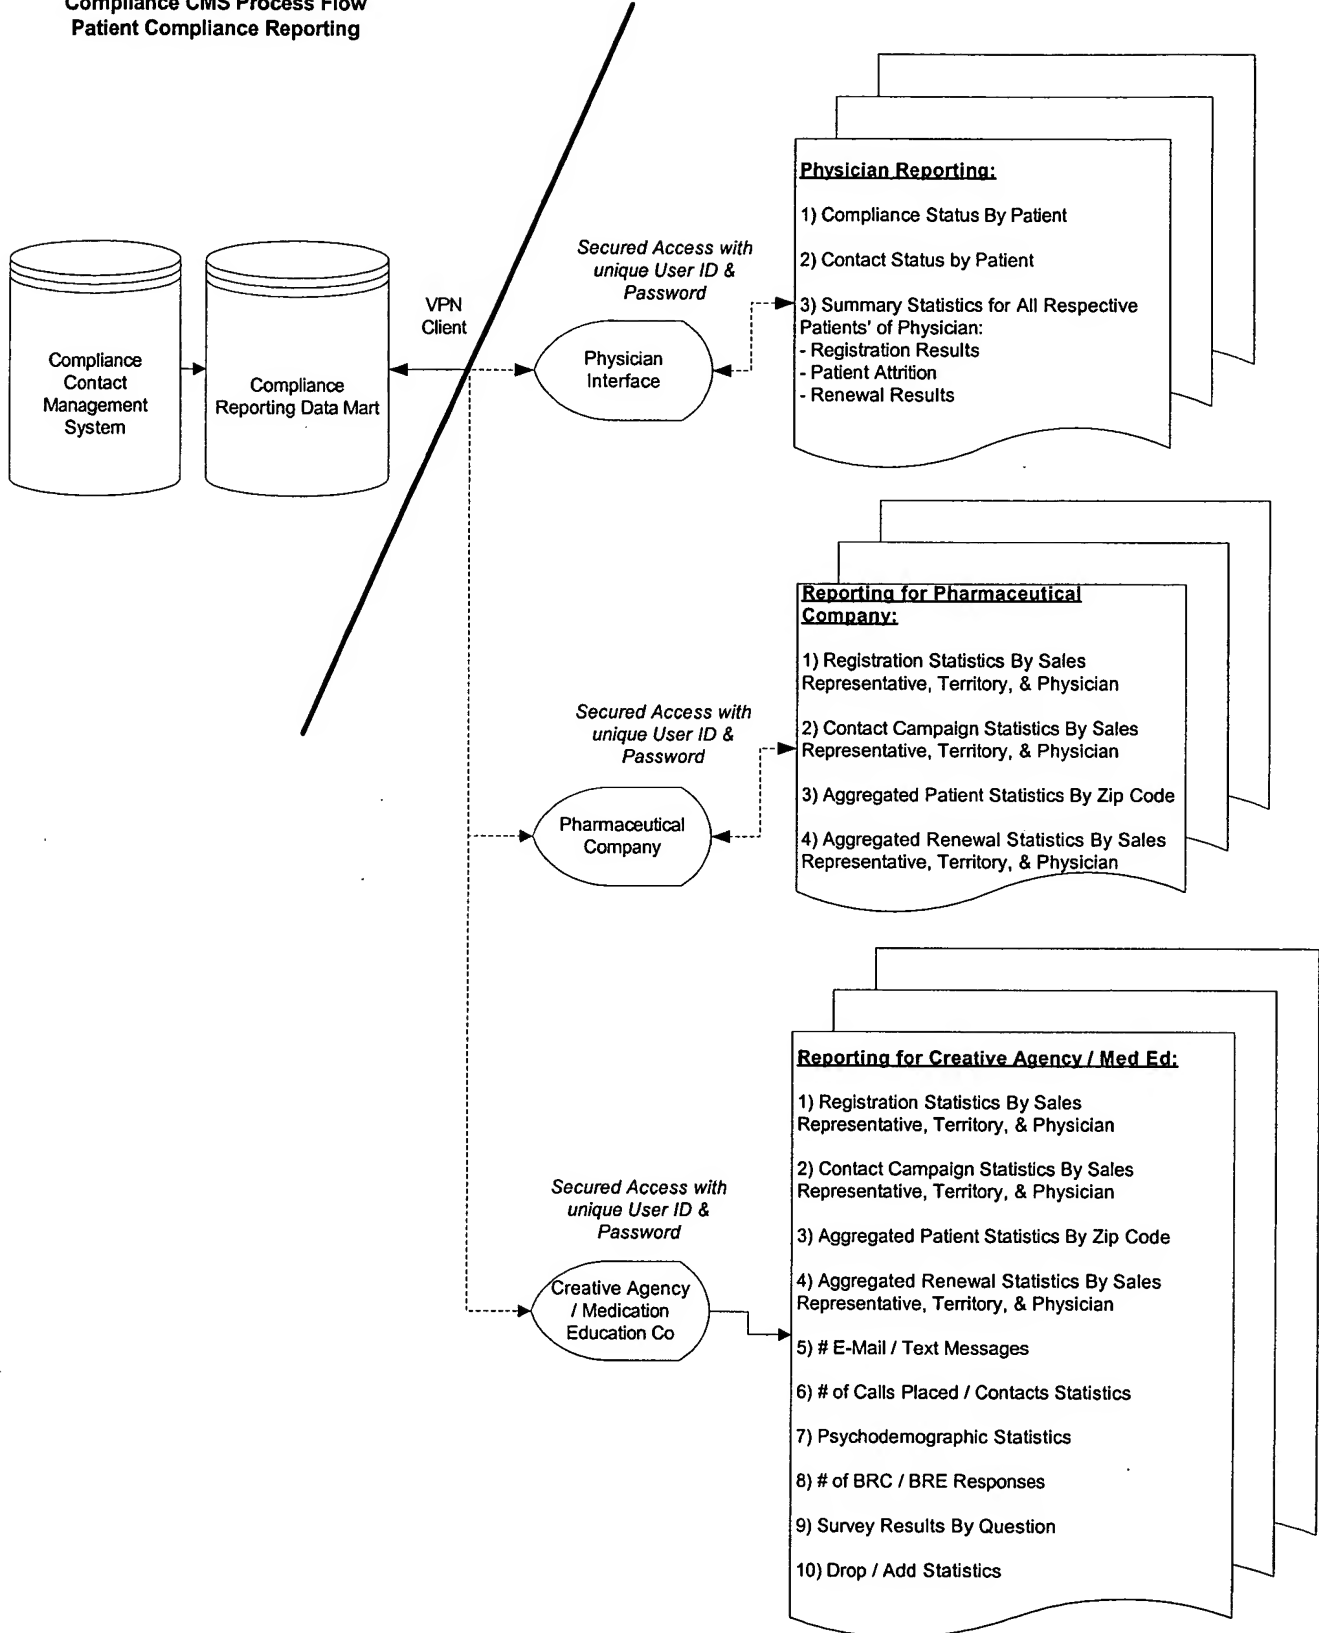 Compliance CMS Process Flow
Patient Compliance Reporting
Compliance
Contact
Management
System
Compliance
Reporting Data Mart
VPN
Client
Secured Access with
unique User ID &
Password
Physician
Interface
Physician Reporting:
1) Compliance Status By Patient
2) Contact Status by Patient
3) Summary Statistics for All Respective
Patients' of Physician:
- Registration Results
- Patient Attrition
- Renewal Results
Secured Access with
unique User ID &
Password
Pharmaceutical
Company
Reporting for Pharmaceutical
Company:
1) Registration Statistics By Sales
Representative, Territory, & Physician
2) Contact Campaign Statistics By Sales
Representative, Territory, & Physician
3) Aggregated Patient Statistics By Zip Code
4) Aggregated Renewal Statistics By Sales
Representative, Territory, & Physician
Secured Access with
unique User ID &
Password
Creative Agency
/ Medication
Education Co
Reporting for Creative Agency / Med Ed:
1) Registration Statistics By Sales
Representative, Territory, & Physician
2) Contact Campaign Statistics By Sales
Representative, Territory, & Physician
3) Aggregated Patient Statistics By Zip Code
4) Aggregated Renewal Statistics By Sales
Representative, Territory, & Physician
5) # E-Mail / Text Messages
6) # of Calls Placed / Contacts Statistics
7) Psychodemographic Statistics
8) # of BRC / BRE Responses
9) Survey Results By Question
10) Drop / Add Statistics